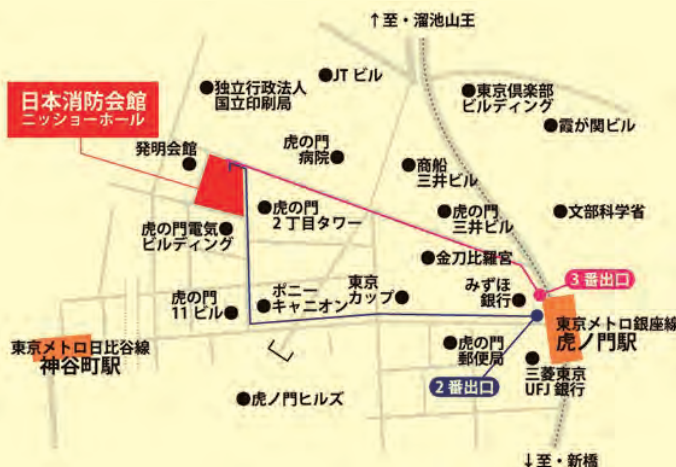 ↑至・溜池山王
●JTビル
●独立行政法人
国立印刷局
●東京倶楽部
ビルディング
日本消防会館
ニッショーホール
●霞が関ビル
発明会館
●
虎の門
病院●
●商船
三井ビル
●虎の門
2丁目タワー
●虎の門
三井ビル
●文部科学省
虎の門電気●
ビルディング
●金刀比羅宮
3番出口
虎の門
11ビル●
ポニー
●キャニオン
東京
カップ●
みずほ
銀行●
東京メトロ銀座線
虎ノ門駅
東京メトロ日比谷線
神谷町駅
●虎の門
郵便局
●
三菱東京
UFJ銀行
2番出口
●虎ノ門ヒルズ
↓至・新橋